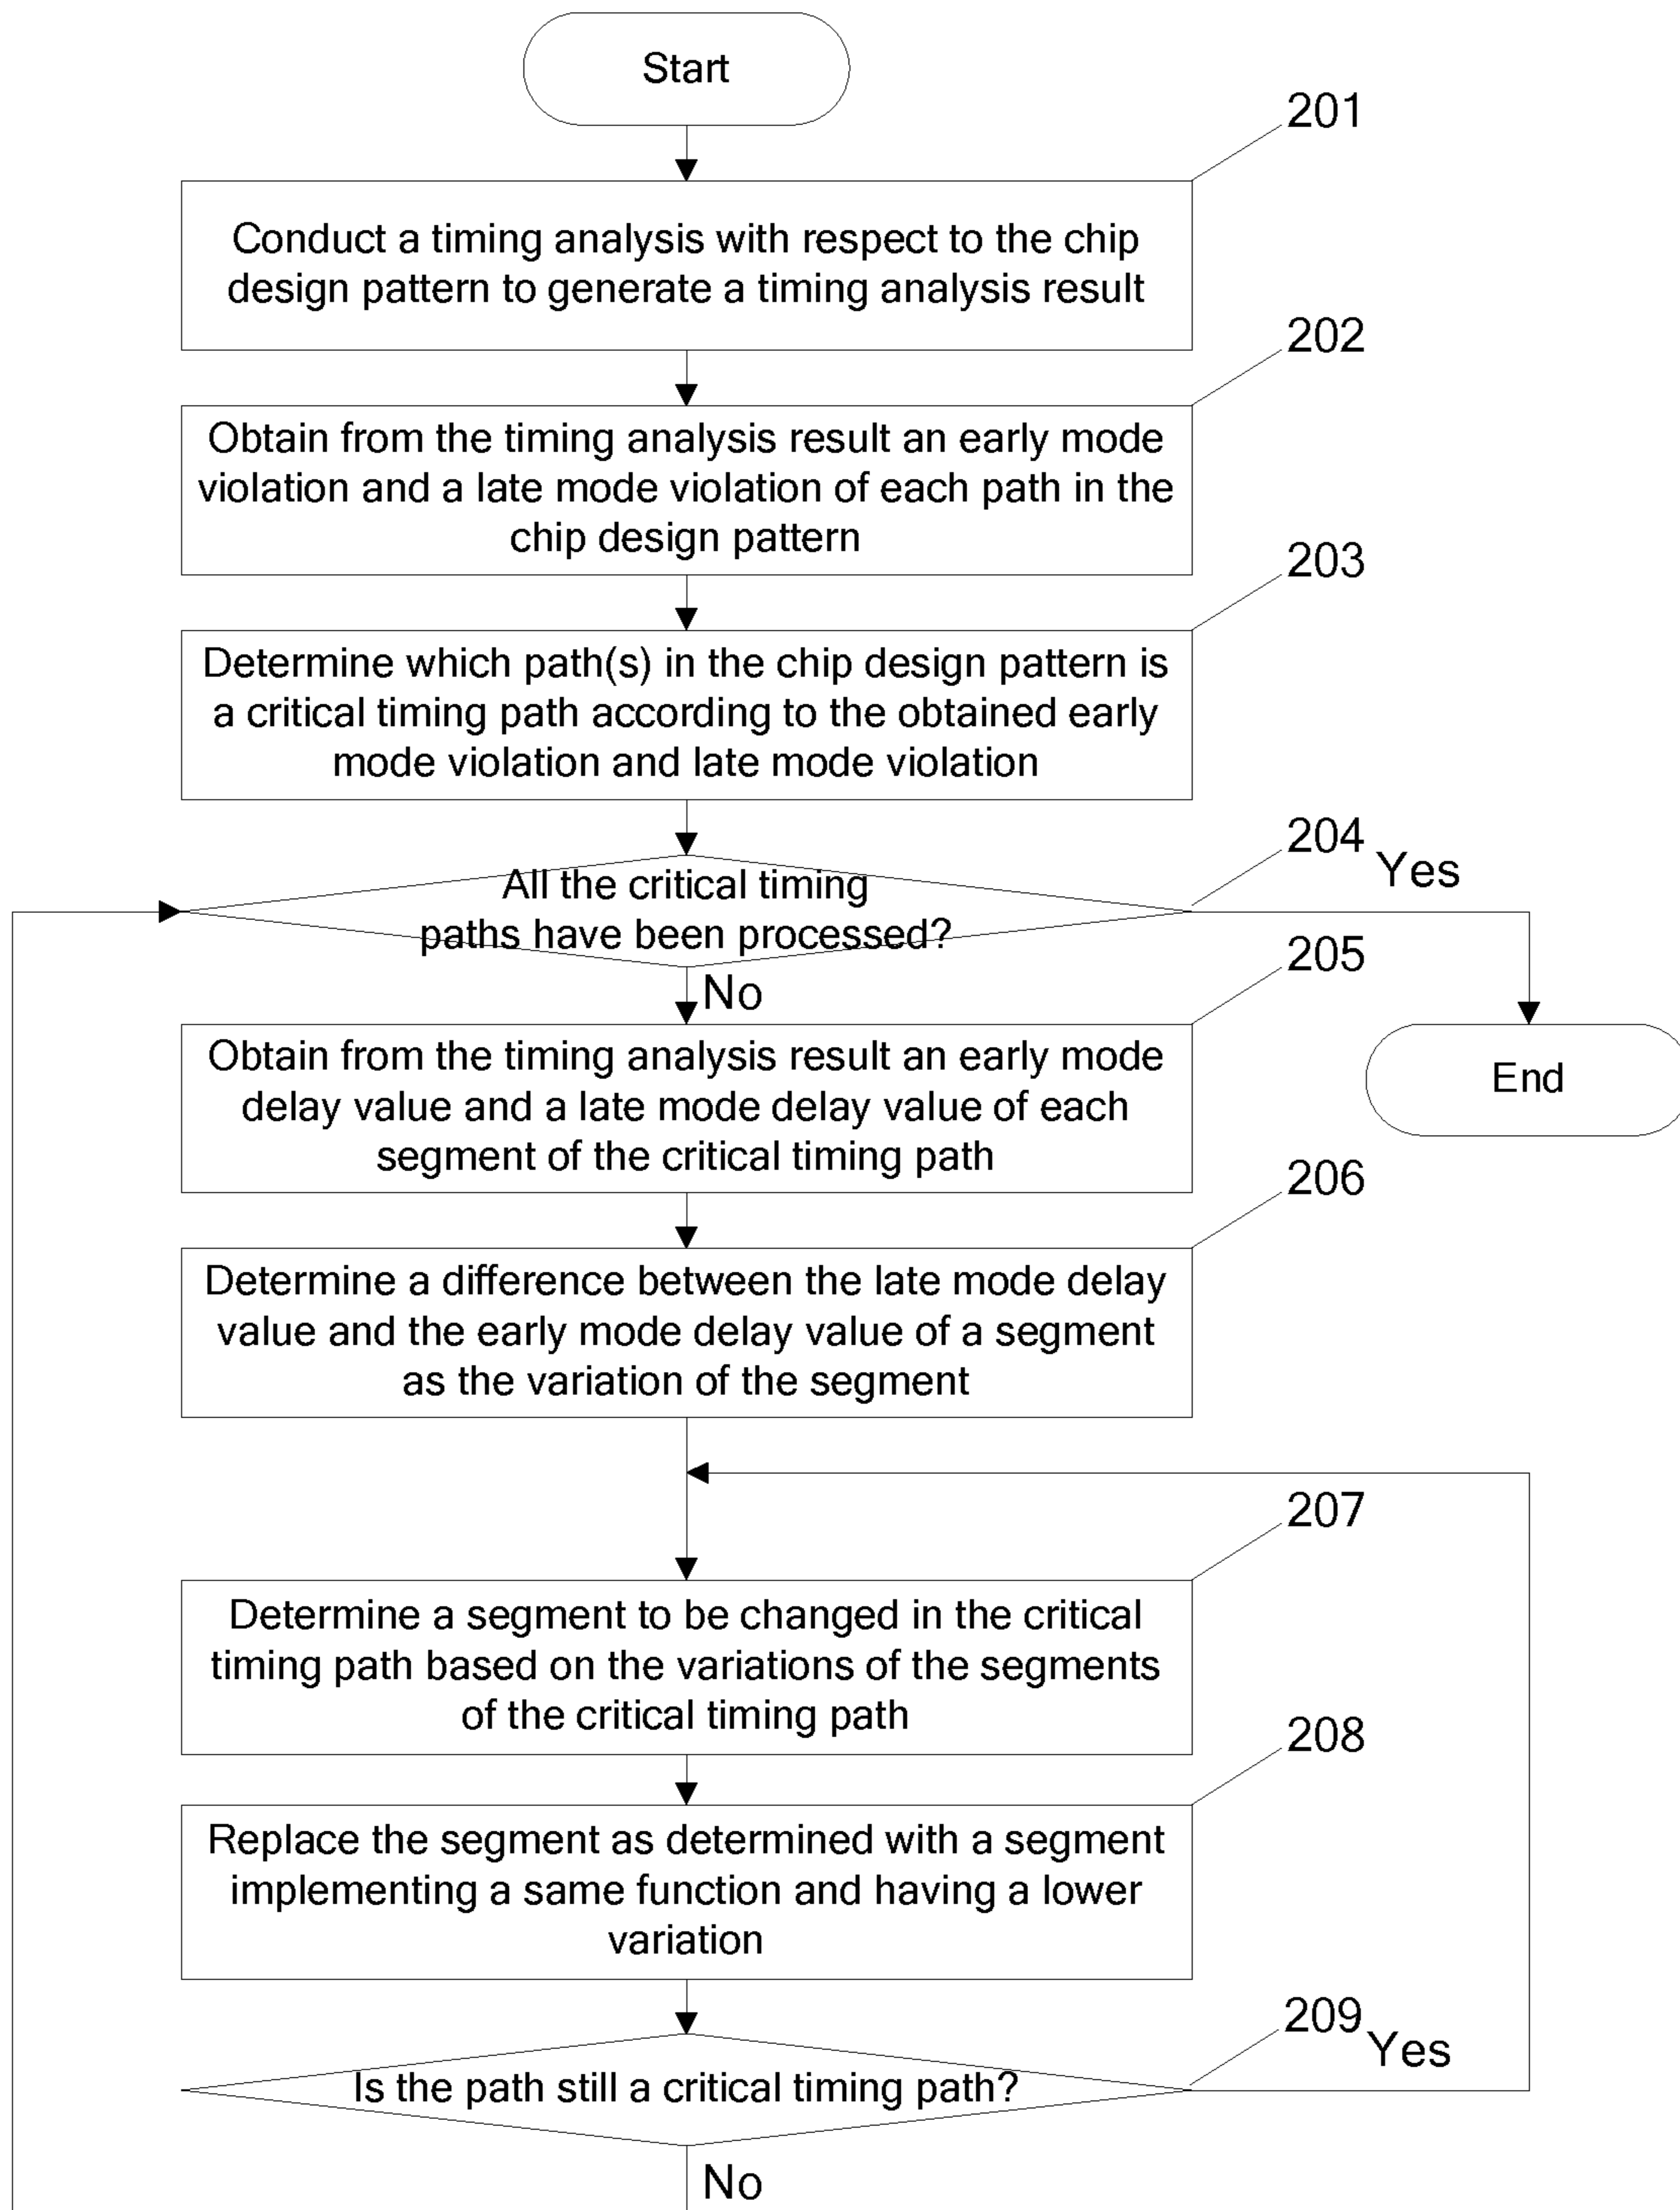 Start
201
Conduct a timing analysis with respect to the chip
design pattern to generate a timing analysis result
202
Obtain from the timing analysis result an early mode
violation and a late mode violation of each path in the
chip design pattern
203
Determine which path(s) in the chip design pattern is
a critical timing path according to the obtained early
mode violation and late mode violation
204
Yes
All the critical timing
paths have been processed?
205
No
Obtain from the timing analysis result an early mode
delay value and a late mode delay value of each
segment of the critical timing path
End
206
Determine a difference between the late mode delay
value and the early mode delay value of a segment
as the variation of the segment
207
Determine a segment to be changed in the critical
timing path based on the variations of the segments
of the critical timing path
208
Replace the segment as determined with a segment
implementing a same function and having a lower
variation
209
Yes
Is the path still a critical timing path?
No